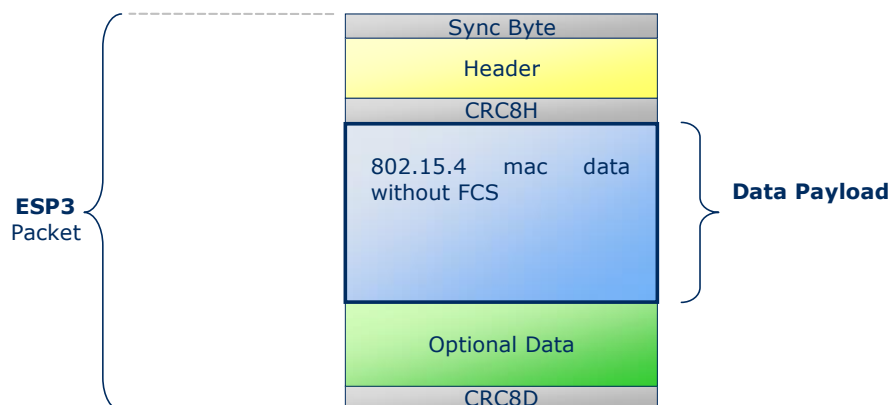 Sync Byte
Header
CRC8H
802.15.4 mac data
without FCS
ESP3
Packet
Data Payload
Optional Data
CRC8D